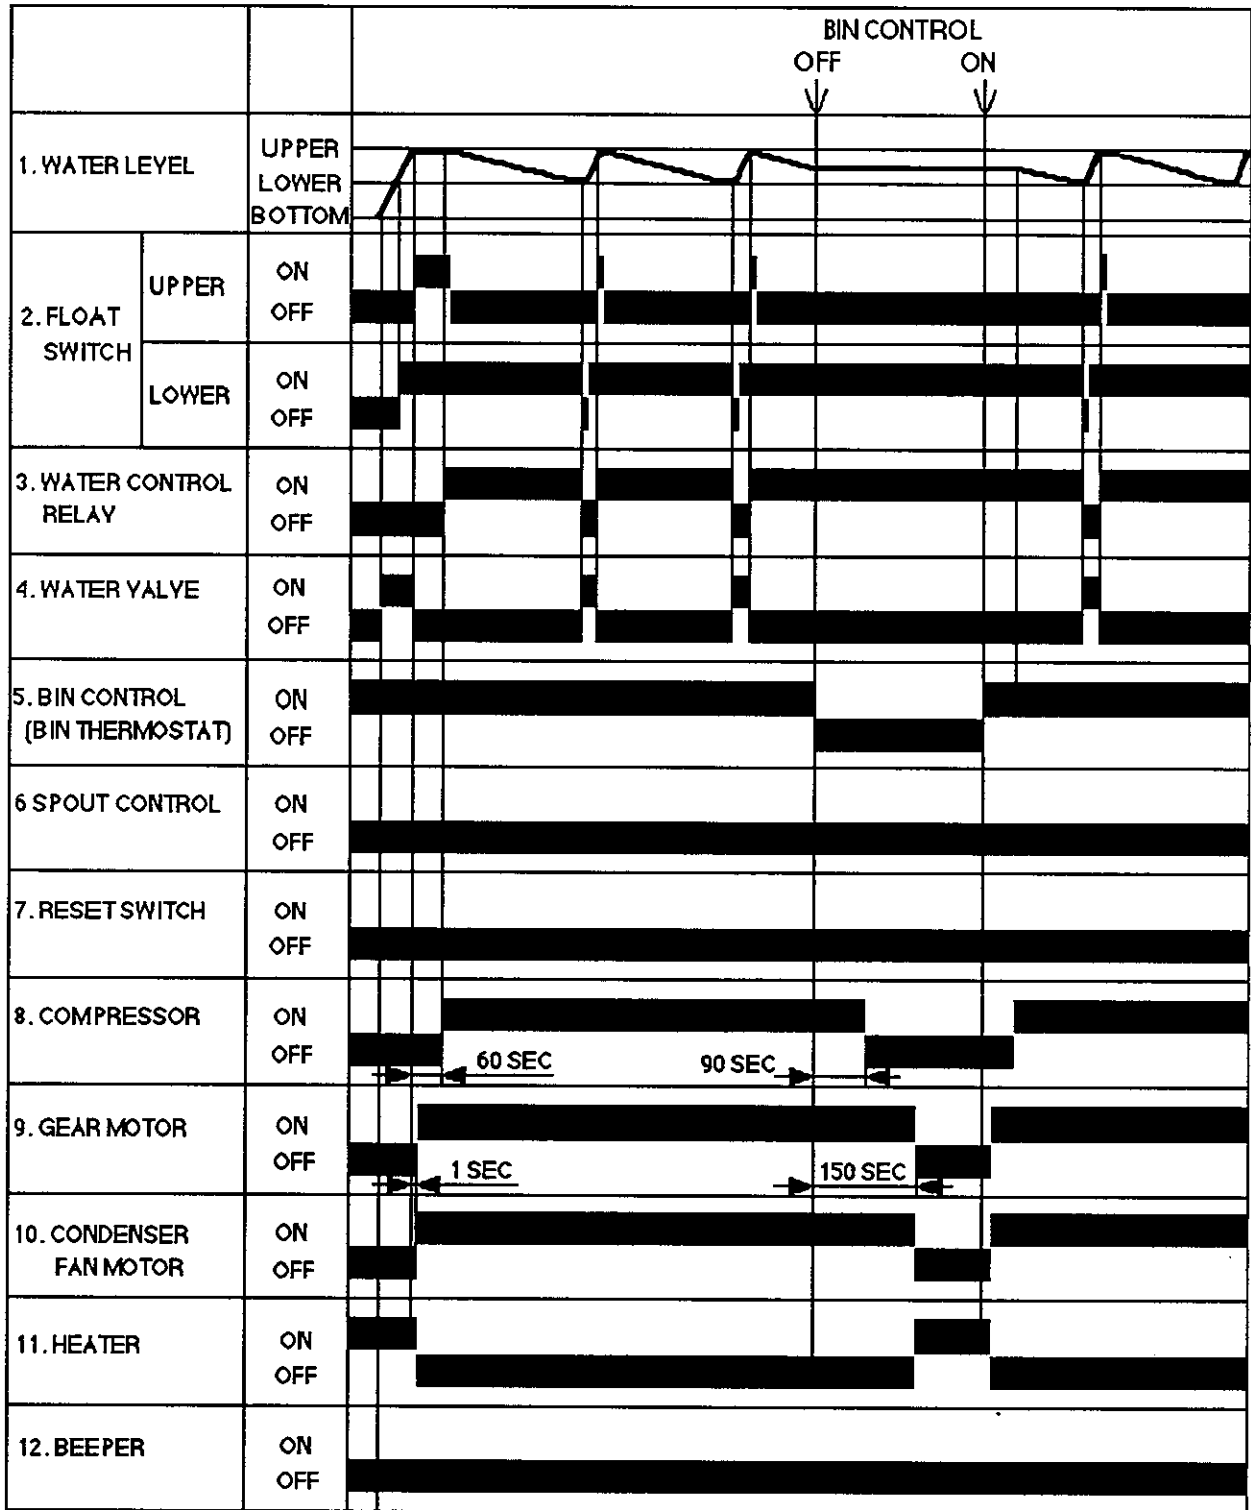 BIN CONTROL
OFF ON
1. WATER LEVEL
UPPER
LOWER
BOTTOM
2. FLOAT
SWITCH
UPPER
ON
OFF
LOWER
ON
OFF
3. WATER CONTROL
RELAY
ON
OFF
4. WATER VALVE
ON
OFF
5. BIN CONTROL
(BIN THERMOSTAT)
ON
OFF
6 SPOUT CONTROL
ON
OFF
7. RESET SWITCH
ON
OFF
8. COMPRESSOR
ON
OFF
60 SEC
90 SEC
9. GEAR MOTOR
ON
OFF
1 SEC
150 SEC
10. CONDENSER
FAN MOTOR
ON
OFF
11. HEATER
ON
OFF
12. BEEPER
ON
OFF